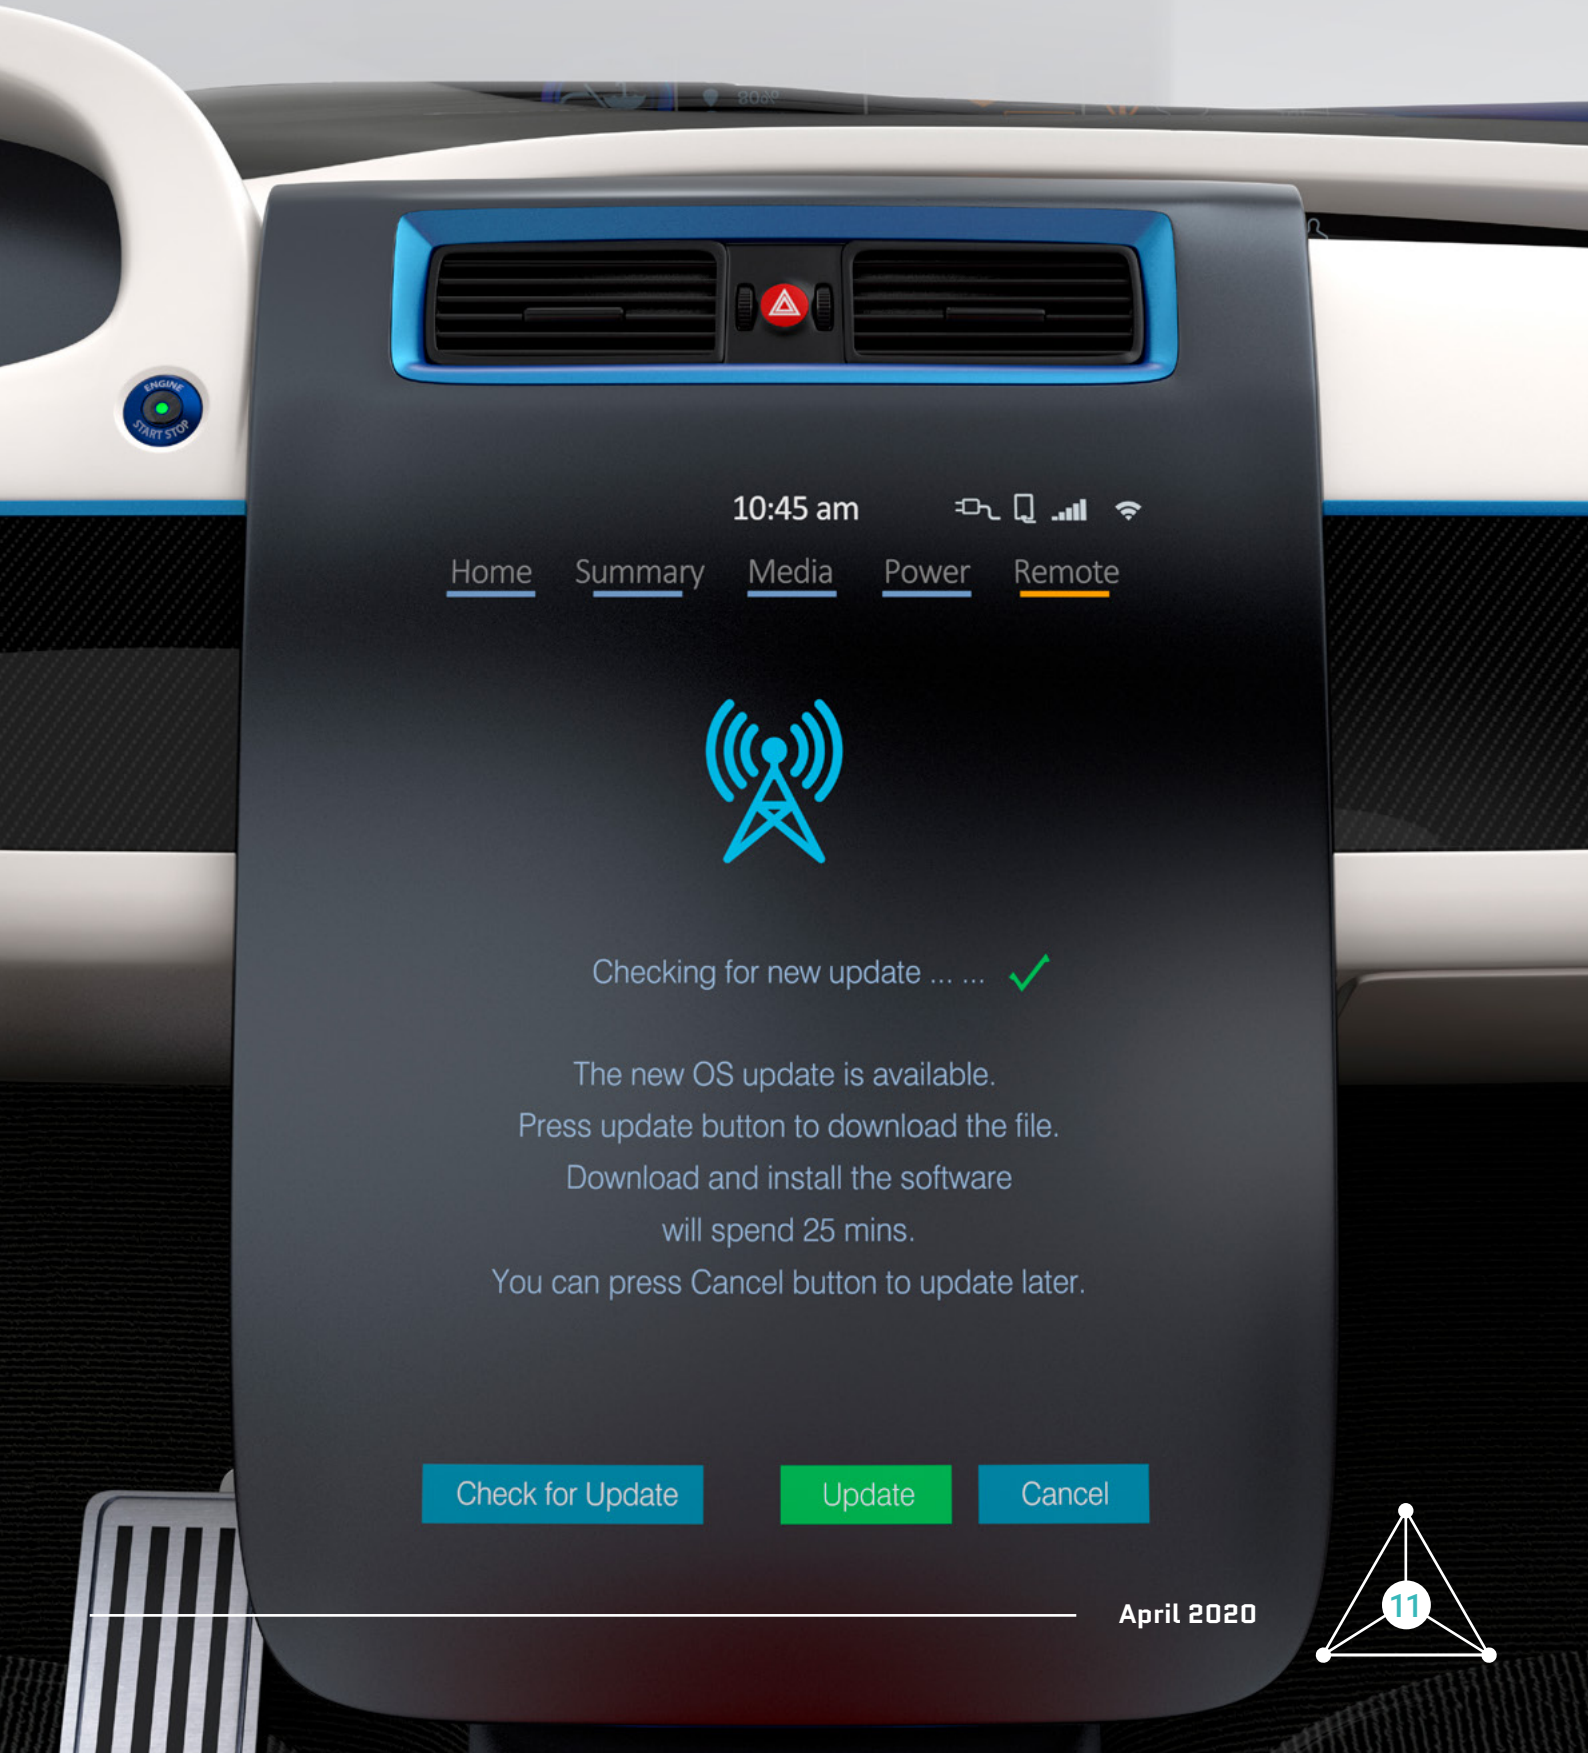 ENGINE
START STOP
10:45 am
Home Summary Media Power Remote
Checking for new update ... ...
The new OS update is available.
Press update button to download the file.
Download and install the software
will spend 25 mins.
You can press Cancel button to update later.
Check for Update Update Cancel
April 2020
11